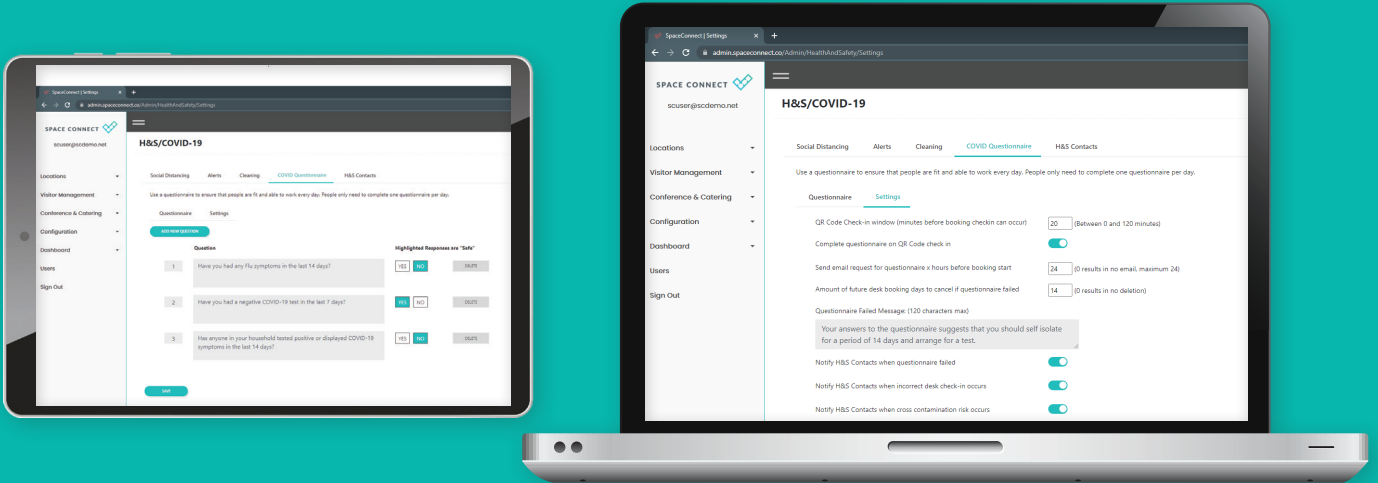 SpaceConnect | Settings
admin.spaceconnect.co/Admin/HealthAndSafety/Settings
SPACE CONNECT
scuser@scdemo.net
H&S/COVID-19
Locations
Visitor Management
Conference & Catering
Configuration
Dashboard
Users
Sign Out
Social Distancing Alerts Cleaning COVID Questionnaire H&S Contacts
Use a questionnaire to ensure that people are fit and able to work every day. People only need to complete one questionnaire per day.
Questionnaire Settings
ADD NEW QUESTION
Question Highlighted Responses are "Safe"
1 Have you had any Flu symptoms in the last 14 days? YES NO DELETE
2 Have you had a negative COVID-19 test in the last 7 days? YES NO DELETE
3 Has anyone in your household tested positive or displayed COVID-19 YES NO DELETE
symptoms in the last 14 days?
SAVE
SpaceConnect | Settings
admin.spaceconnect.co/Admin/HealthAndSafety/Settings
SPACE CONNECT
scuser@scdemo.net
H&S/COVID-19
Locations
Visitor Management
Conference & Catering
Configuration
Dashboard
Users
Sign Out
Social Distancing Alerts Cleaning COVID Questionnaire H&S Contacts
Use a questionnaire to ensure that people are fit and able to work every day. People only need to complete one questionnaire per day.
Questionnaire Settings
QR Code Check-in window (minutes before booking checkin can occur) 20 (Between 0 and 120 minutes)
Complete questionnaire on QR Code check in
Send email request for questionnaire x hours before booking start 24 (0 results in no email, maximum 24)
Amount of future desk booking days to cancel if questionnaire failed 14 (0 results in no deletion)
Questionnaire Failed Message: (120 characters max)
Your answers to the questionnaire suggests that you should self isolate
for a period of 14 days and arrange for a test.
Notify H&S Contacts when questionnaire failed
Notify H&S Contacts when incorrect desk check-in occurs
Notify H&S Contacts when cross contamination risk occurs